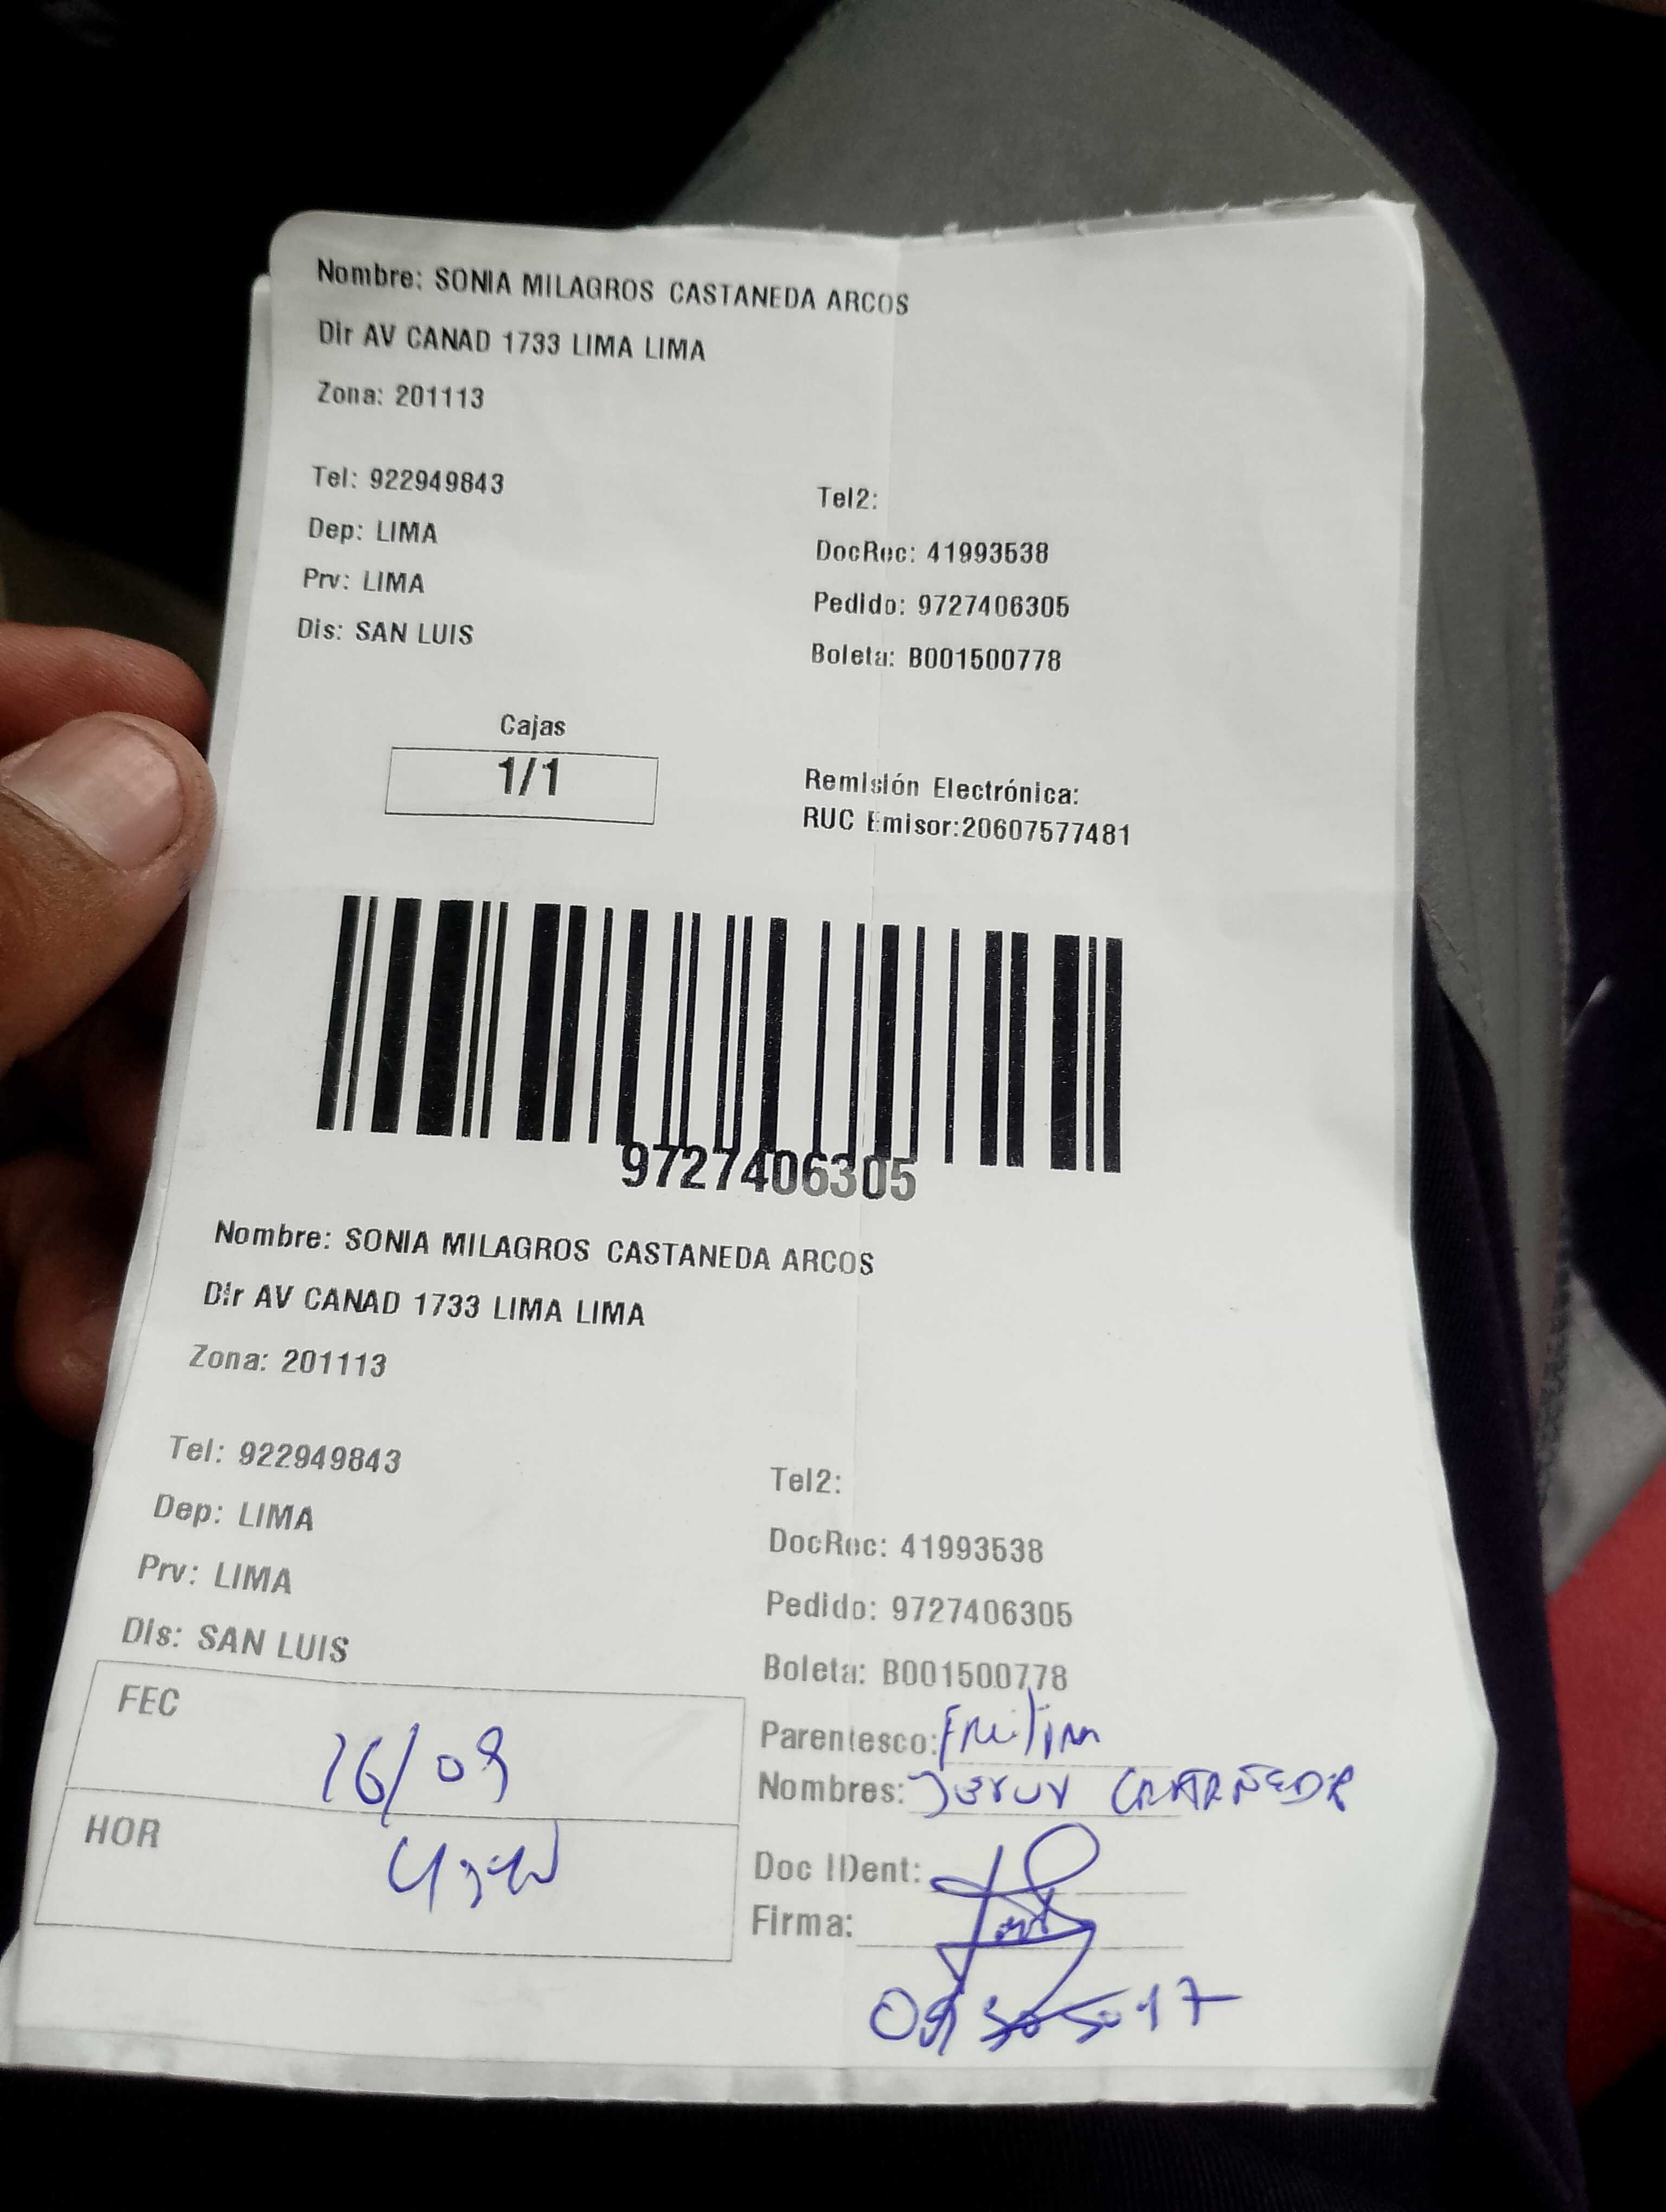 Nombre: SONIA MILAGROS CASTANEDA ARCOS
Dir AV CANAD 1733 LIMA LIMA
Zona: 201113
Tel: 922949843
Tel2:
Dep: LIMA
DocRec: 41993538
Prv: LIMA
Pedido: 9727406305
Dis: SAN LUIS
Boleta: B001500778
Cajas
1/1
Remisión Electrónica:
RUC Emisor:20607577481
9727406305
Nombre: SONIA MILAGROS CASTANEDA ARCOS
Dir AV CANAD 1733 LIMA LIMA
Zona: 201113
Tel: 922949843
Tel2:
Dep: LIMA
DocRec: 41993538
Prv: LIMA
Pedido: 9727406305
Dis: SAN LUIS
Boleta: B001500778
FEC
16/09
Parentesco:
Nombres:
HOR
Doc IDent:
Firma: